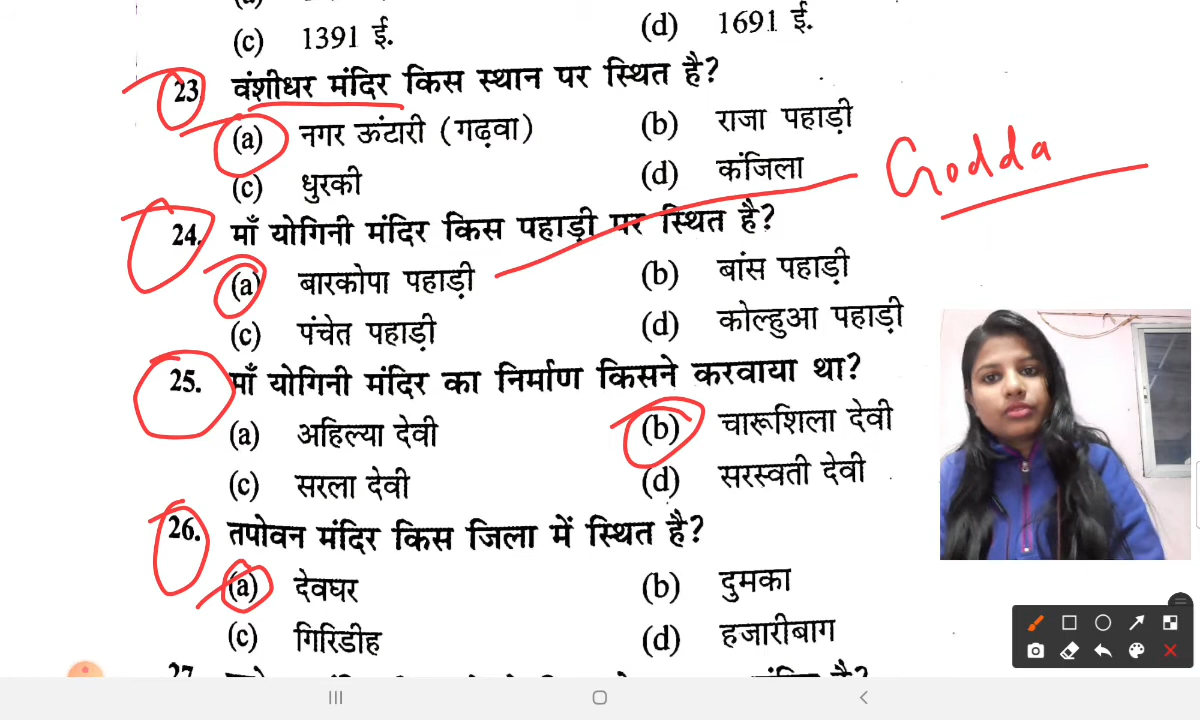 (c) 1391 ई. (d) 1691 ई.
23 वंशीधर मंदिर किस स्थान पर स्थित है?
(a) नगर ऊंटारी (गढ़वा) (b) राजा पहाड़ी
(c) धुरकी (d) कंजिला
Godda
24. माँ योगिनी मंदिर किस पहाड़ी पर स्थित है?
(a) बारकोपा पहाड़ी (b) बांस पहाड़ी
(c) पंचेत पहाड़ी (d) कोल्हुआ पहाड़ी
25. माँ योगिनी मंदिर का निर्माण किसने करवाया था?
(a) अहिल्या देवी (b) चारूशिला देवी
(c) सरला देवी (d) सरस्वती देवी
26. तपोवन मंदिर किस जिला में स्थित है?
(a) देवघर (b) दुमका
(c) गिरिडीह (d) हजारीबाग
27